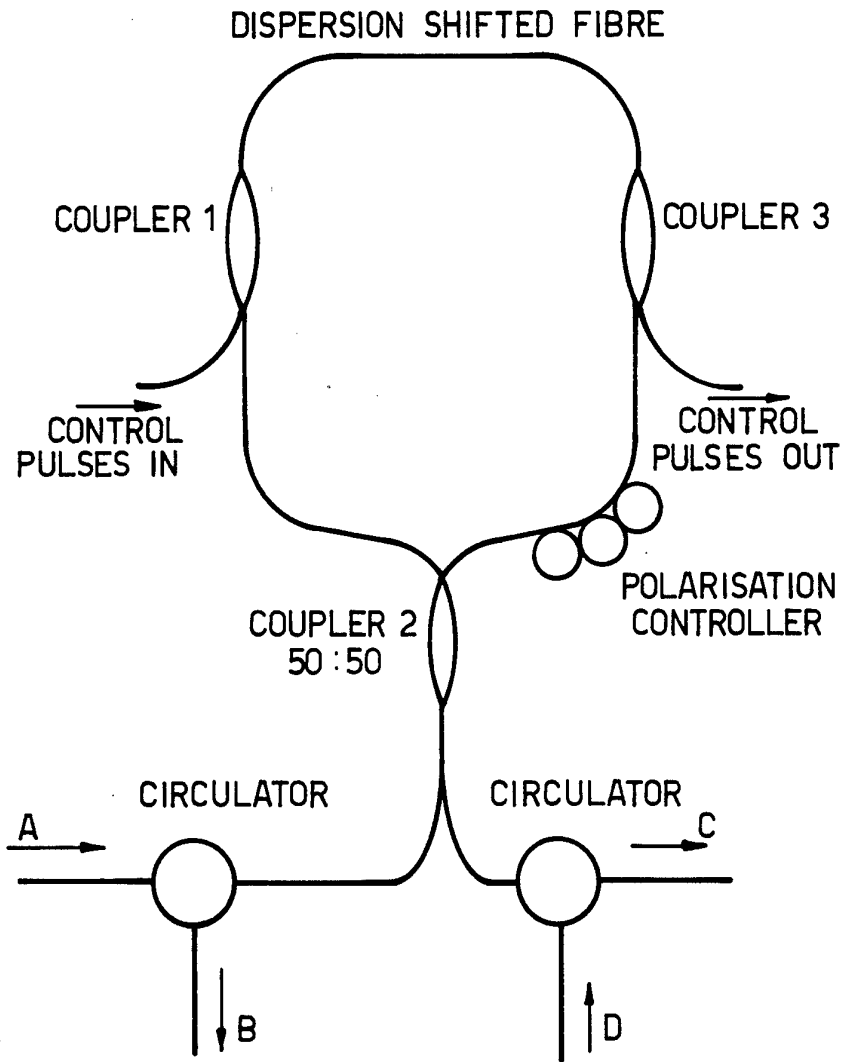 DISPERSION SHIFTED FIBRE
COUPLER 1
COUPLER 3
CONTROL
PULSES IN
CONTROL
PULSES OUT
POLARISATION
CONTROLLER
COUPLER 2
50:50
CIRCULATOR
CIRCULATOR
A
C
B
D